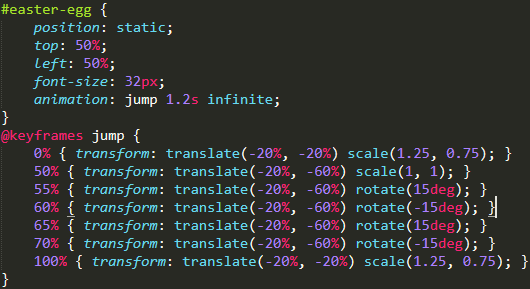 #easter-egg {
    position: static;
    top: 50%;
    left: 50%;
    font-size: 32px;
    animation: jump 1.2s infinite;
}
@keyframes jump {
    0% { transform: translate(-20%, -20%) scale(1.25, 0.75); }
    50% { transform: translate(-20%, -60%) scale(1, 1); }
    55% { transform: translate(-20%, -60%) rotate(15deg); }
    60% { transform: translate(-20%, -60%) rotate(-15deg); }
    65% { transform: translate(-20%, -60%) rotate(15deg); }
    70% { transform: translate(-20%, -60%) rotate(-15deg); }
    100% { transform: translate(-20%, -20%) scale(1.25, 0.75); }
}